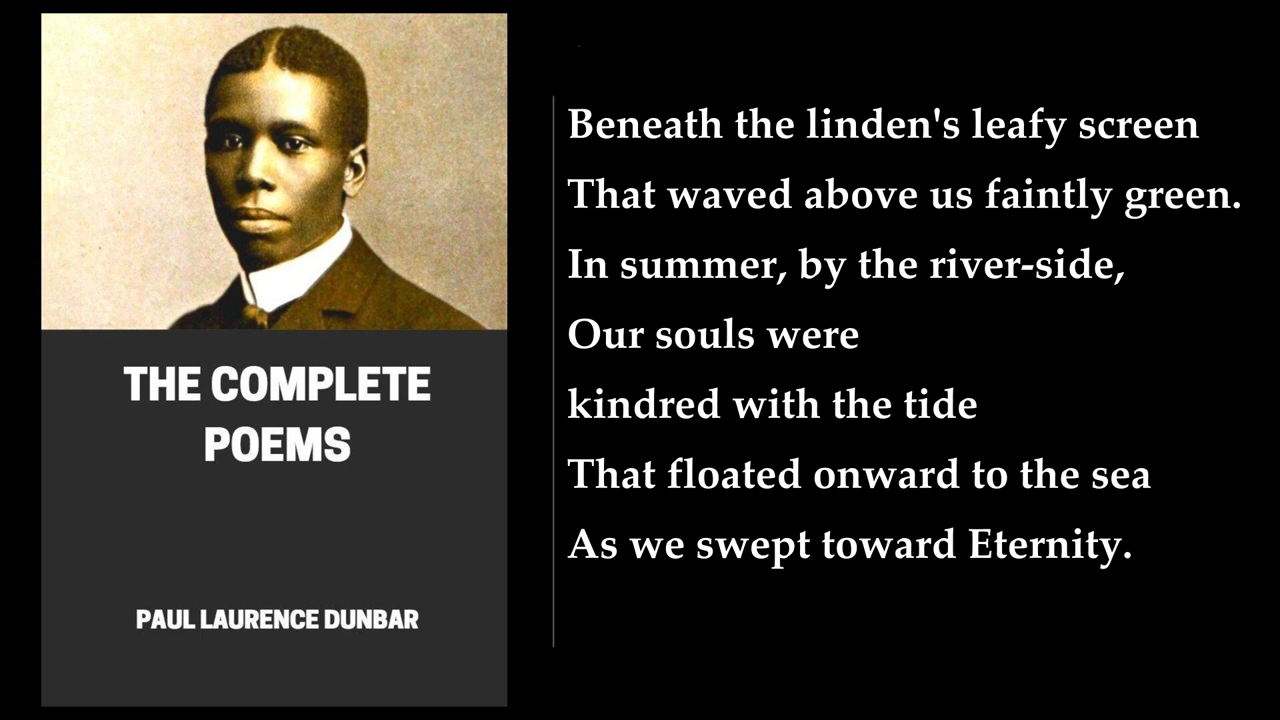 THE COMPLETE
POEMS
PAUL LAURENCE DUNBAR
Beneath the linden's leafy screen
That waved above us faintly green.
In summer, by the river-side,
Our souls were
kindred with the tide
That floated onward to the sea
As we swept toward Eternity.